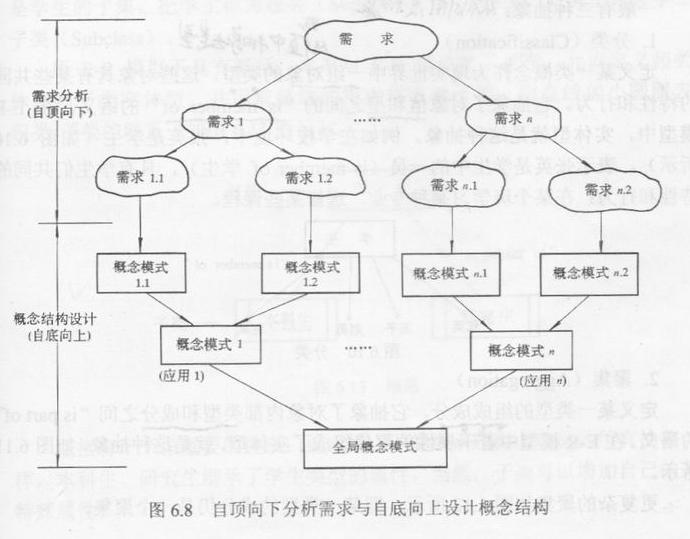 需 求
需求分析
(自顶向下)
需求 1
……
需求 n
需求 1.1
需求 1.2
需求 n.1
需求 n.2
概念模式
1.1
概念模式
1.2
概念模式 n.1
概念模式 n.2
概念结构设计
(自底向上)
概念模式 1
……
概念模式 n
(应用 1)
(应用 n)
全局概念模式
图 6.8 自顶向下分析需求与自底向上设计概念结构